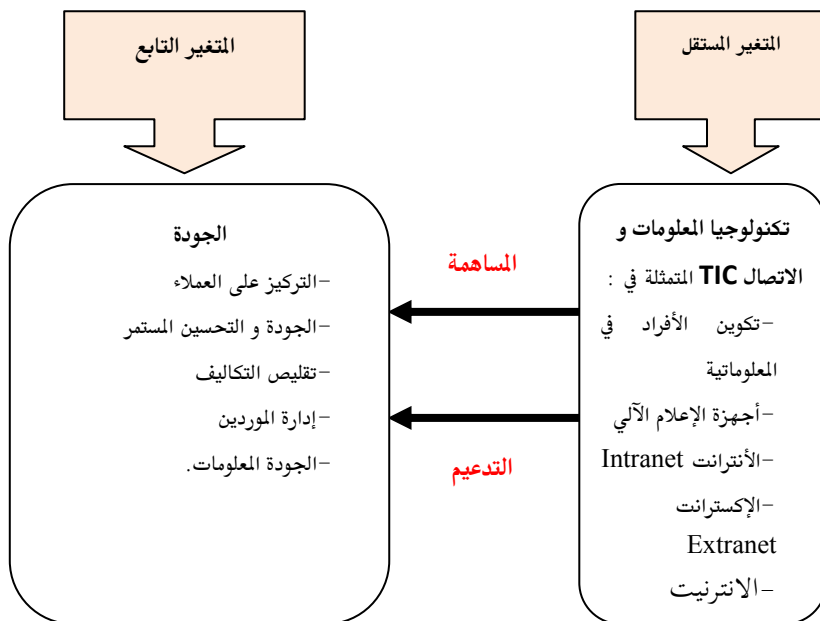 المتغير المستقل
المتغير التابع
تكنولوجيا المعلومات و
الاتصال TIC المتمثلة في :
-تكوين الأفراد في
المعلوماتية
-أجهزة الإعلام الآلي
-الأنترانت Intranet
-الإكسترانت
Extranet
-الانترنيت
المساهمة
التدعيم
الجودة
-التركيز على العملاء
-الجودة و التحسين المستمر
-تقليص التكاليف
-إدارة الموردين
-الجودة المعلومات.